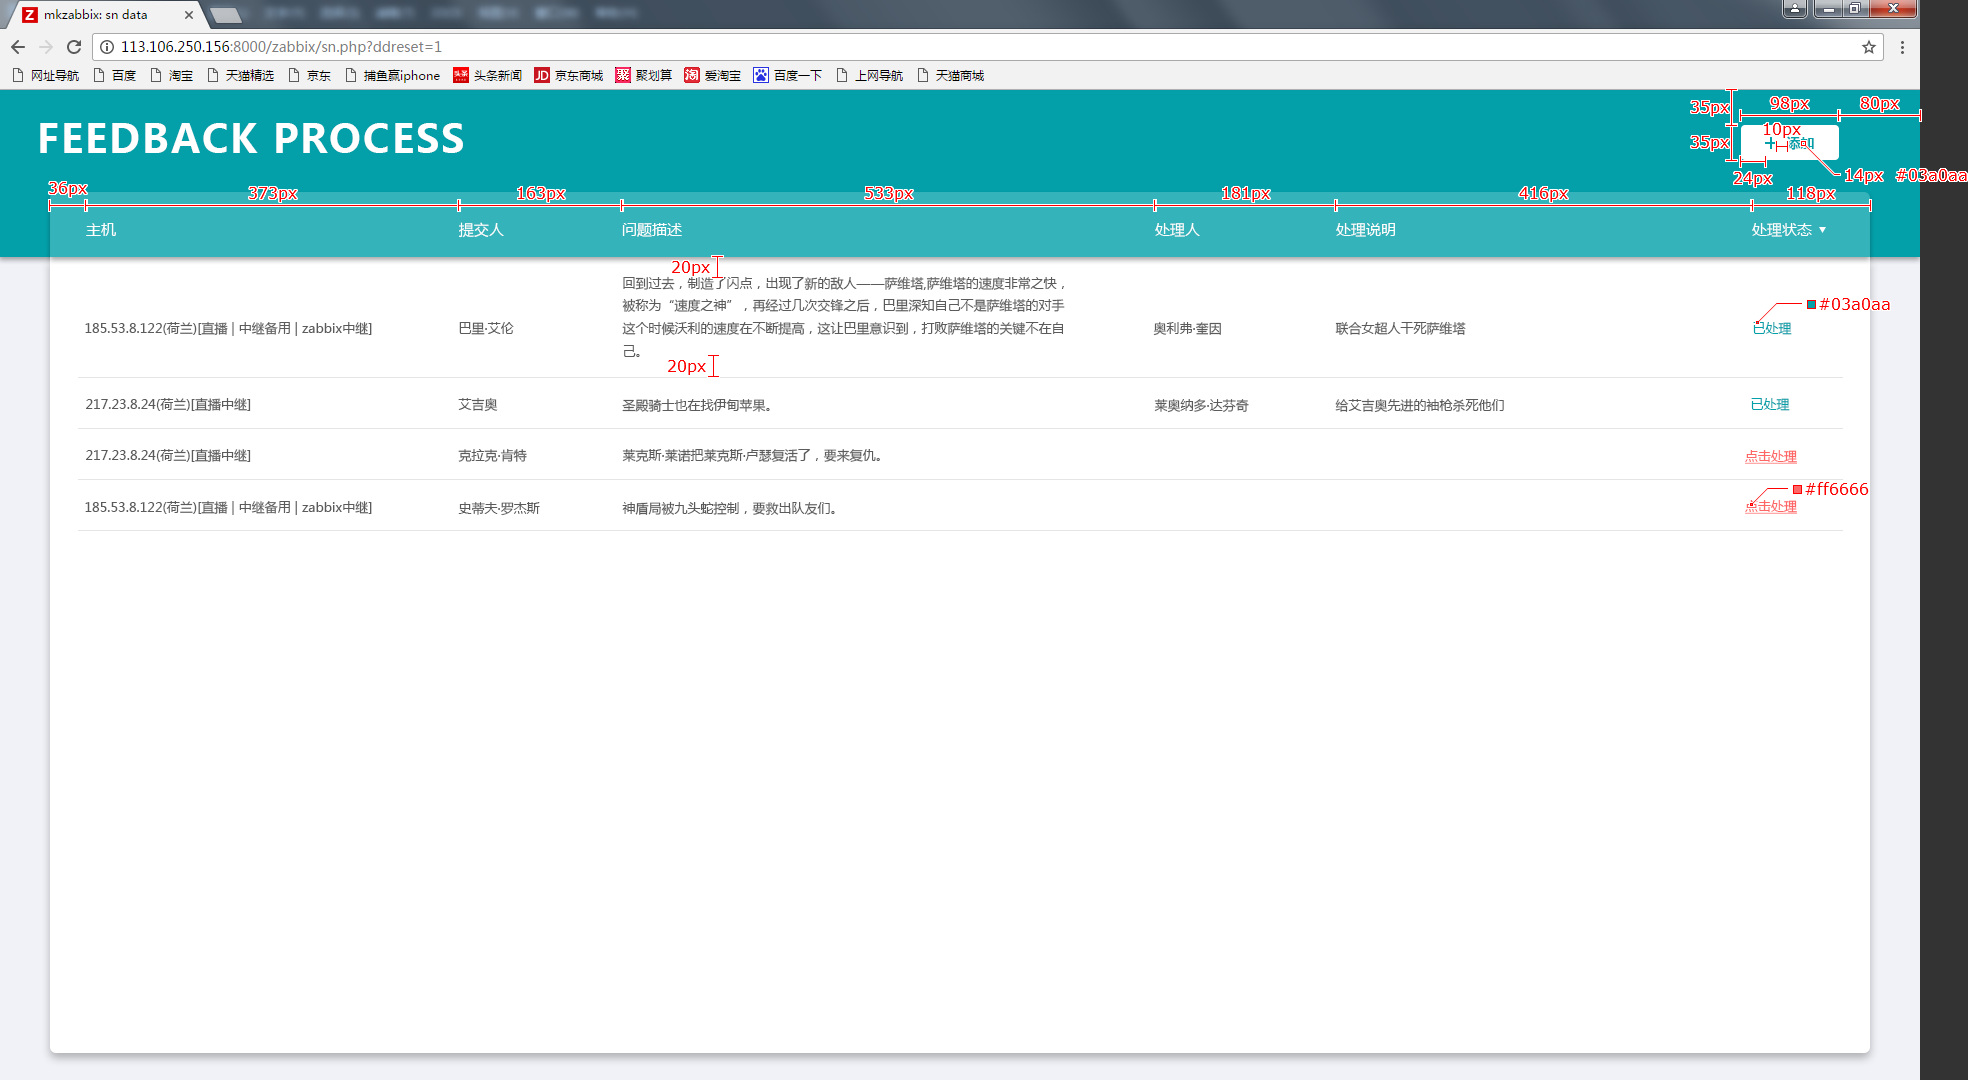 mkzabbix: sn data
113.106.250.156:8000/zabbix/sn.php?ddreset=1
网址导航 百度 淘宝 天猫精选 京东 捕鱼赢iphone 头条新闻 京东商城 聚划算 爱淘宝 百度一下 上网导航 天猫商城
FEEDBACK PROCESS
35px 98px 80px
10px
35px 添加
24px 14px #03a0aa
36px 373px 163px 533px 181px 416px 118px
主机 提交人 问题描述 处理人 处理说明 处理状态
20px
回到过去，制造了闪点，出现了新的敌人——萨维塔,萨维塔的速度非常之快，
被称为“速度之神”，再经过几次交锋之后，巴里深知自己不是萨维塔的对手
#03a0aa
185.53.8.122(荷兰)[直播 | 中继备用 | zabbix中继] 巴里·艾伦 这个时候沃利的速度在不断提高，这让巴里意识到，打败萨维塔的关键不在自 奥利弗·奎因 联合女超人干死萨维塔 已处理
己。
20px
217.23.8.24(荷兰)[直播中继] 艾吉奥 圣殿骑士也在找伊甸苹果。 莱奥纳多·达芬奇 给艾吉奥先进的袖枪杀死他们 已处理
217.23.8.24(荷兰)[直播中继] 克拉克·肯特 莱克斯·莱诺把莱克斯·卢瑟复活了，要来复仇。 点击处理
#ff6666
185.53.8.122(荷兰)[直播 | 中继备用 | zabbix中继] 史蒂夫·罗杰斯 神盾局被九头蛇控制，要救出队友们。 点击处理